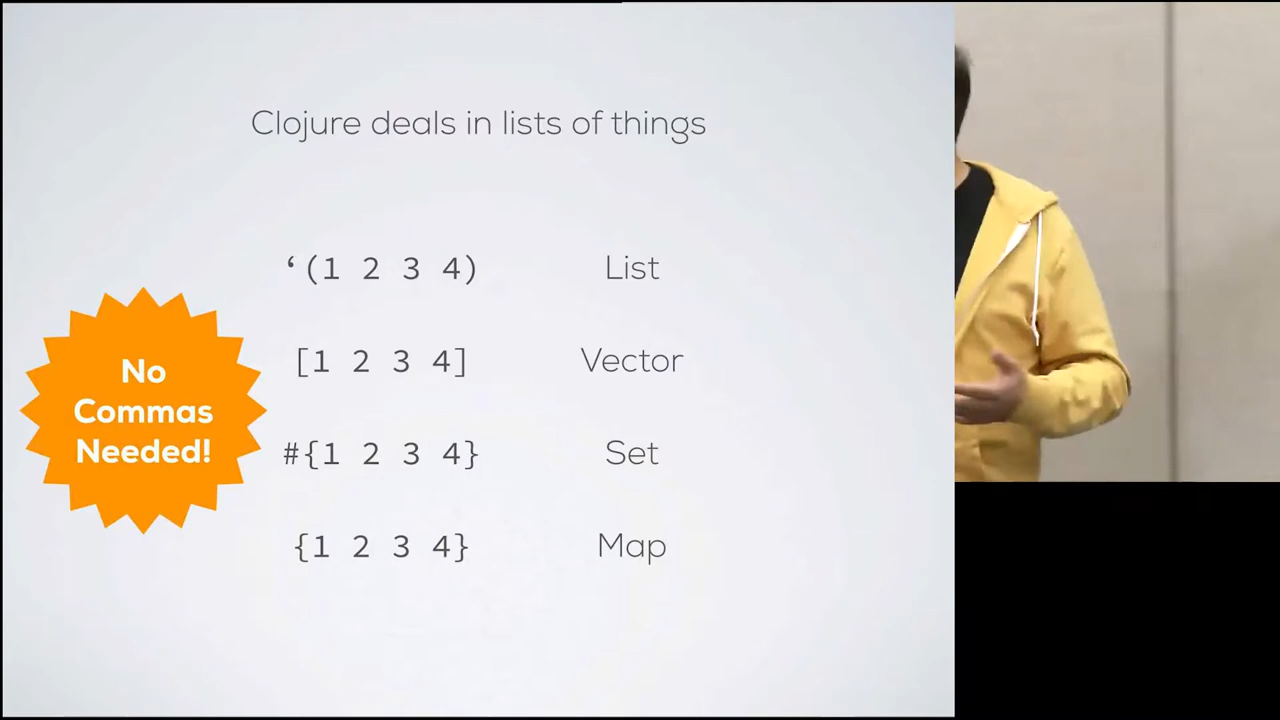 Clojure deals in lists of things
‘(1 2 3 4) List
[1 2 3 4] Vector
#{1 2 3 4} Set
{1 2 3 4} Map
No
Commas
Needed!